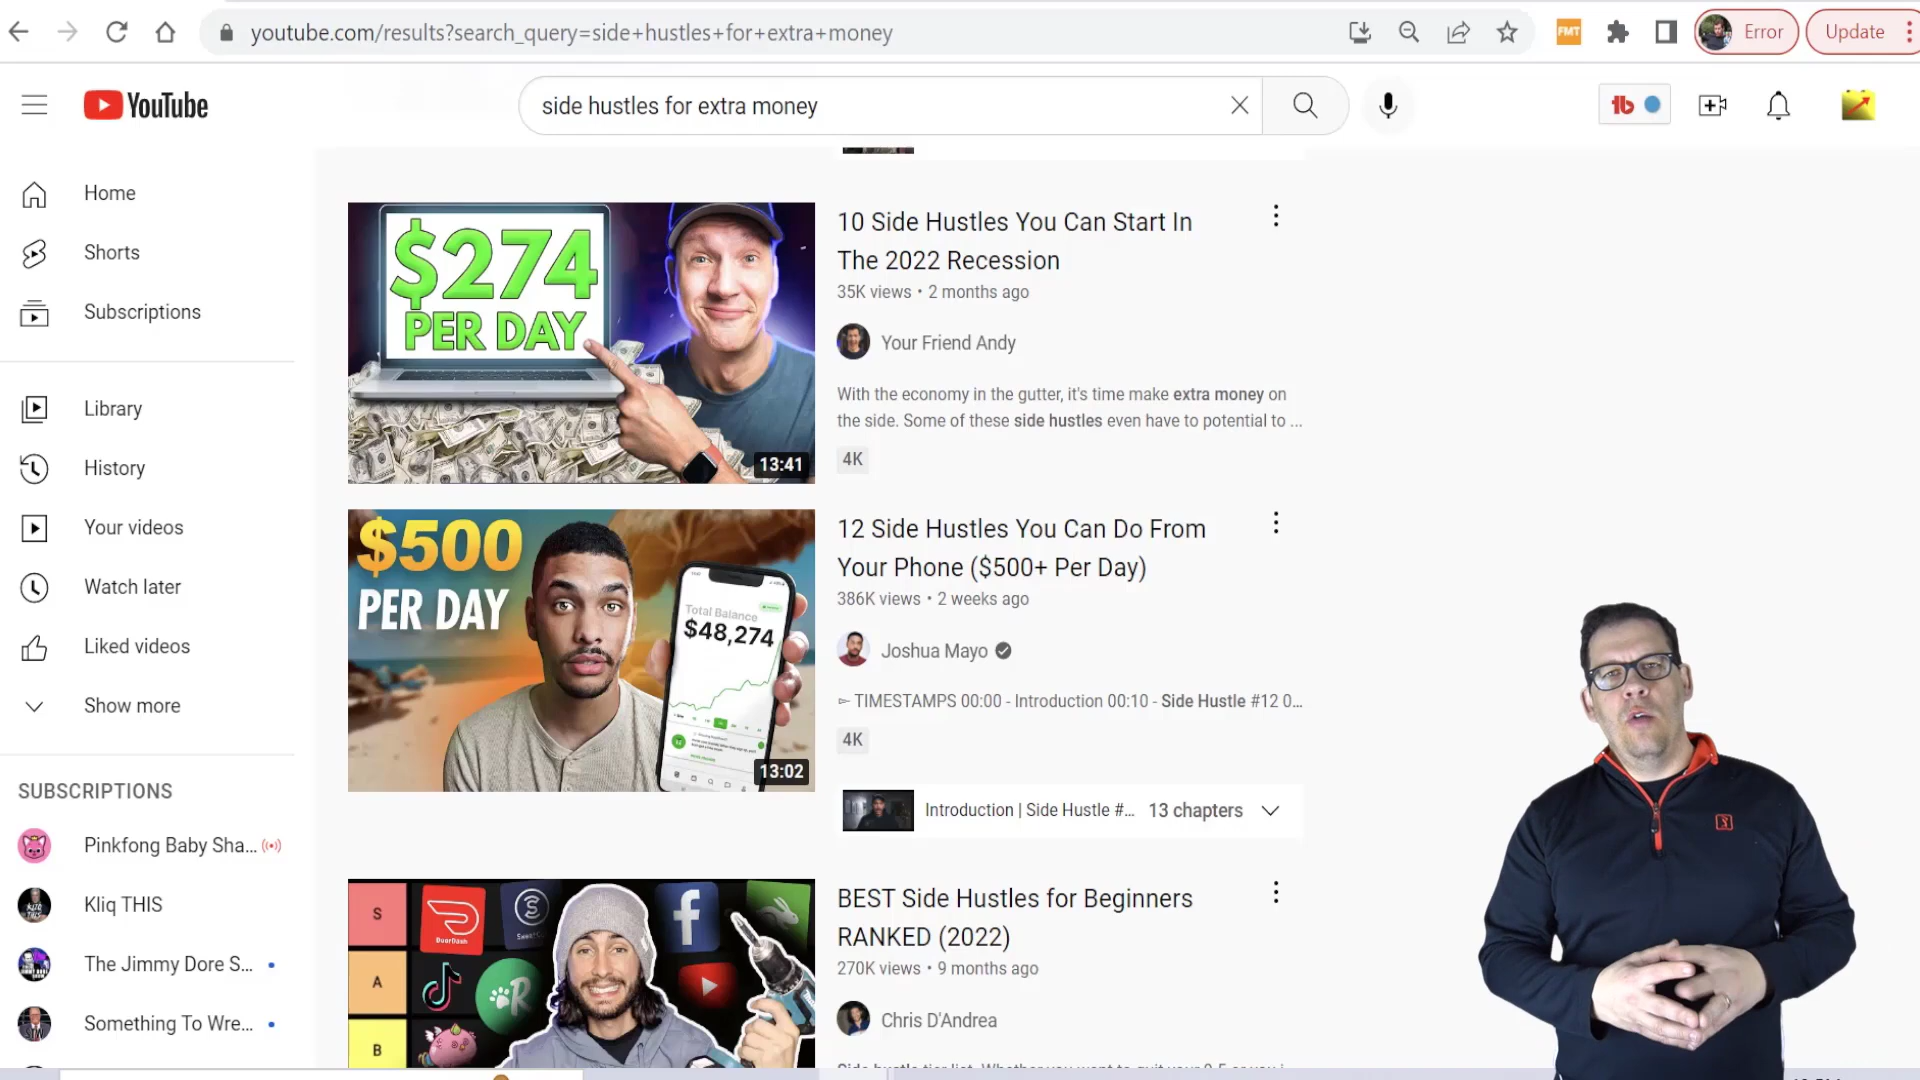 youtube.com/results?search_query=side+hustles+for+extra+money
FMT
Error
Update
YouTube
side hustles for extra money
tb
Home
Shorts
Subscriptions
Library
History
Your videos
Watch later
Liked videos
Show more
SUBSCRIPTIONS
Pinkfong Baby Sha...
Kliq THIS
The Jimmy Dore S...
Something To Wre...
$274
PER DAY
13:41
10 Side Hustles You Can Start In
The 2022 Recession
35K views • 2 months ago
Your Friend Andy
With the economy in the gutter, it's time make extra money on
the side. Some of these side hustles even have to potential to ...
4K
$500
PER DAY
Total Balance
$48,274
13:02
12 Side Hustles You Can Do From
Your Phone ($500+ Per Day)
386K views • 2 weeks ago
Joshua Mayo
► TIMESTAMPS 00:00 - Introduction 00:10 - Side Hustle #12 0...
4K
Introduction | Side Hustle #... 13 chapters
S
A
B
DOORDASH
BEST Side Hustles for Beginners
RANKED (2022)
270K views • 9 months ago
Chris D'Andrea